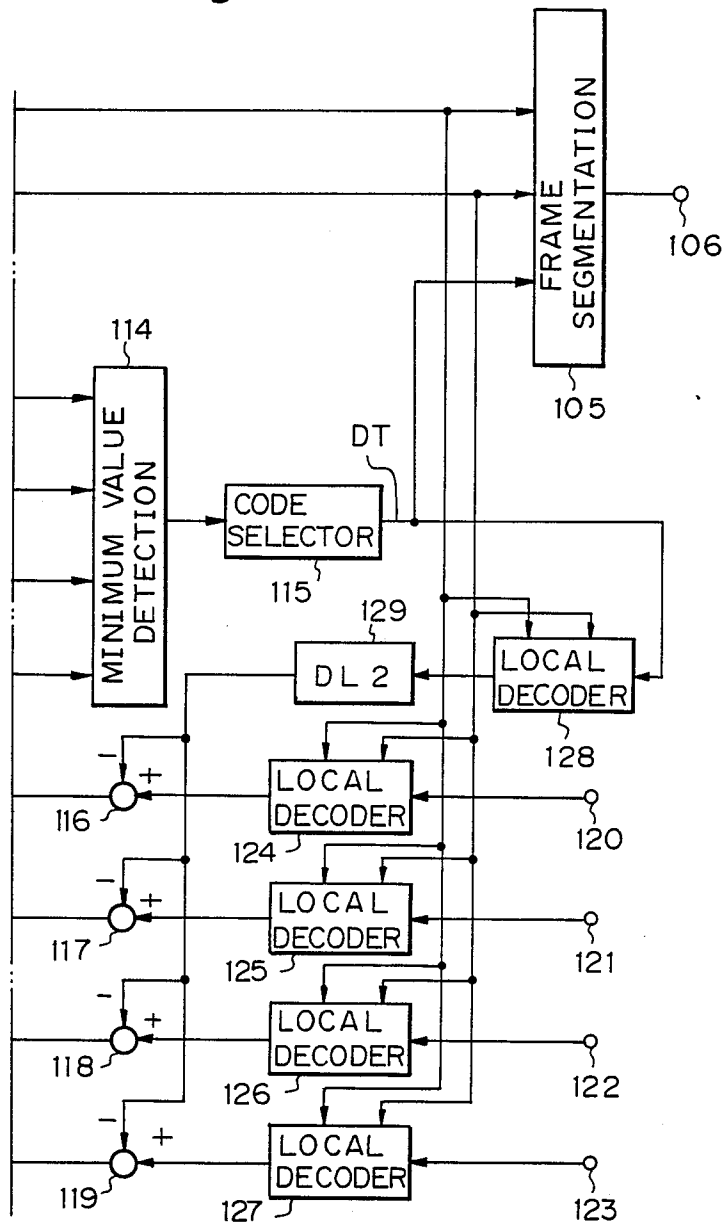 FRAME
SEGMENTATION
106
105
114
MINIMUM VALUE
DETECTION
DT
CODE
SELECTOR
115
129
DL 2
LOCAL
DECODER
128
−
+
116
LOCAL
DECODER
124
120
−
+
117
LOCAL
DECODER
125
121
−
+
118
LOCAL
DECODER
126
122
−
+
119
LOCAL
DECODER
127
123